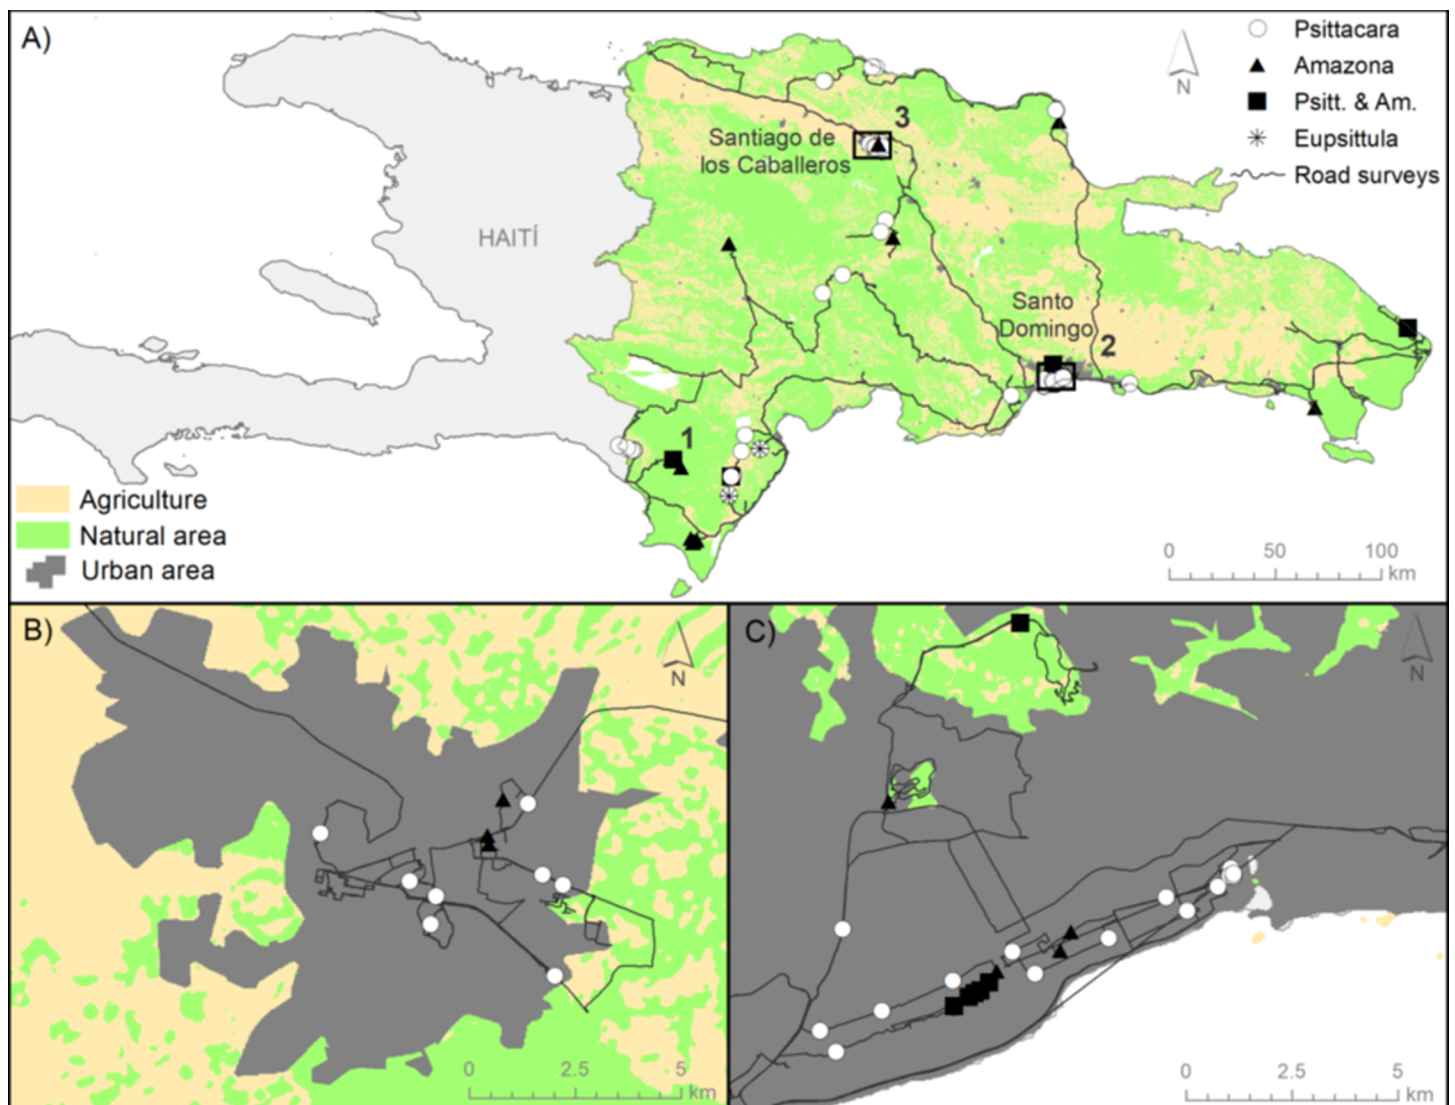 A)
Psittacara
Amazona
Psitt. & Am.
Eupsittula
Road surveys
N
3
Santiago de
los Caballeros
HAITÍ
Santo
Domingo
2
1
Agriculture
Natural area
Urban area
0 50 100
km
B)
N
0 2.5 5
km
C)
N
0 2.5 5
km